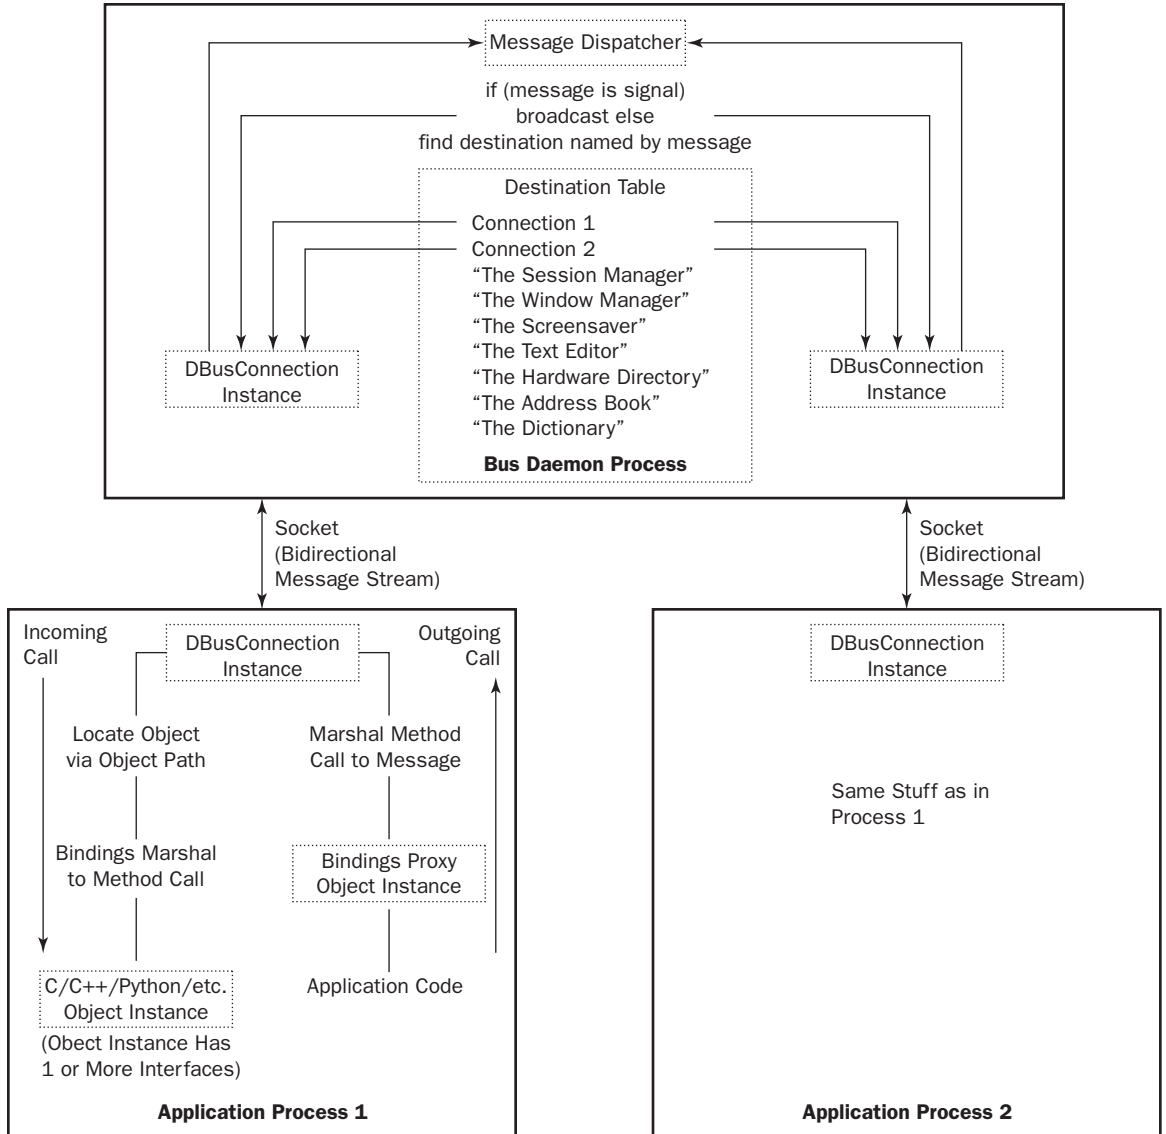 Message Dispatcher
if (message is signal)
broadcast else
find destination named by message
Destination Table
Connection 1
Connection 2
“The Session Manager”
“The Window Manager”
“The Screensaver”
“The Text Editor”
“The Hardware Directory”
“The Address Book”
“The Dictionary”
Bus Daemon Process
DBusConnection
Instance
DBusConnection
Instance
Socket
(Bidirectional
Message Stream)
Socket
(Bidirectional
Message Stream)
Incoming
Call
DBusConnection
Instance
Outgoing
Call
Locate Object
via Object Path
Marshal Method
Call to Message
Bindings Marshal
to Method Call
Bindings Proxy
Object Instance
C/C++/Python/etc.
Object Instance
(Obect Instance Has
1 or More Interfaces)
Application Code
Application Process 1
DBusConnection
Instance
Same Stuff as in
Process 1
Application Process 2